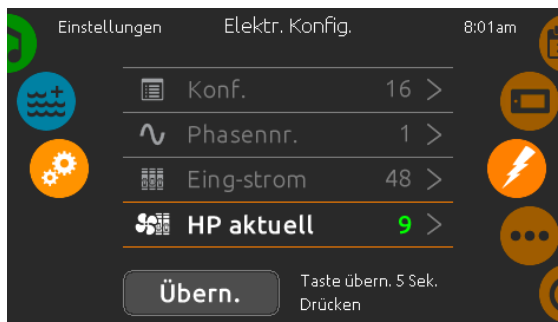 Einstellungen Elektr. Konfig. 8:01am
Konf. 16
Phasennr. 1
Eing-strom 48
HP aktuell 9
Übern. Taste übern. 5 Sek.
Drücken